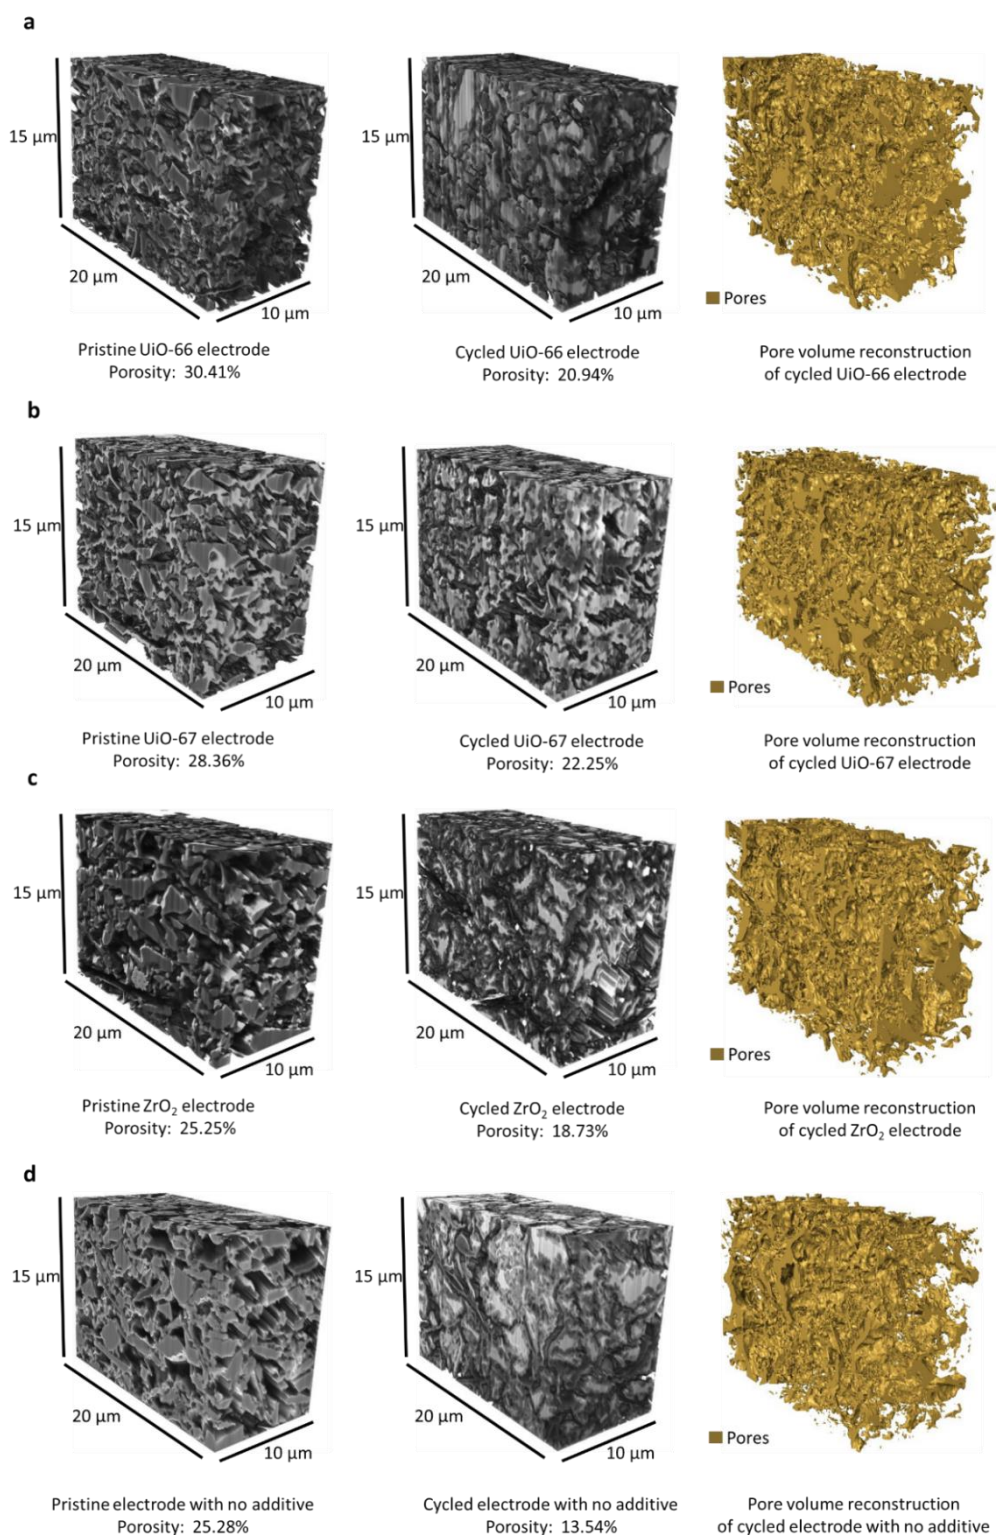 a
15 µm
20 µm
10 µm
15 µm
20 µm
10 µm
Pores
Pristine UiO-66 electrode
Porosity: 30.41%
Cycled UiO-66 electrode
Porosity: 20.94%
Pore volume reconstruction
of cycled UiO-66 electrode
b
15 µm
20 µm
10 µm
15 µm
20 µm
10 µm
Pores
Pristine UiO-67 electrode
Porosity: 28.36%
Cycled UiO-67 electrode
Porosity: 22.25%
Pore volume reconstruction
of cycled UiO-67 electrode
c
15 µm
20 µm
10 µm
15 µm
20 µm
10 µm
Pores
Pristine ZrO₂ electrode
Porosity: 25.25%
Cycled ZrO₂ electrode
Porosity: 18.73%
Pore volume reconstruction
of cycled ZrO₂ electrode
d
15 µm
20 µm
10 µm
15 µm
20 µm
10 µm
Pores
Pristine electrode with no additive
Porosity: 25.28%
Cycled electrode with no additive
Porosity: 13.54%
Pore volume reconstruction
of cycled electrode with no additive